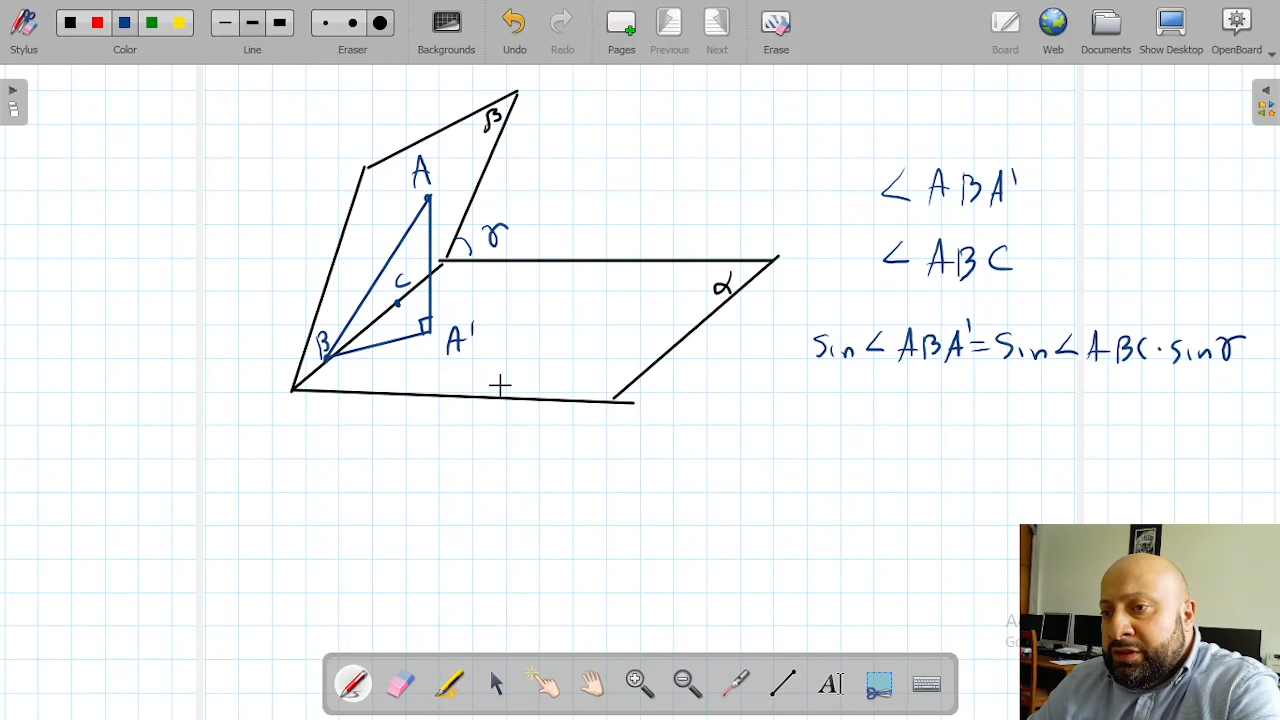 Stylus Color Line Eraser Backgrounds Undo Redo Pages Previous Next Erase Board Web Documents Show Desktop OpenBoard
β
A
γ
C
α
B
A'
< ABA'
< ABC
sin < ABA' = sin < ABC · sin γ